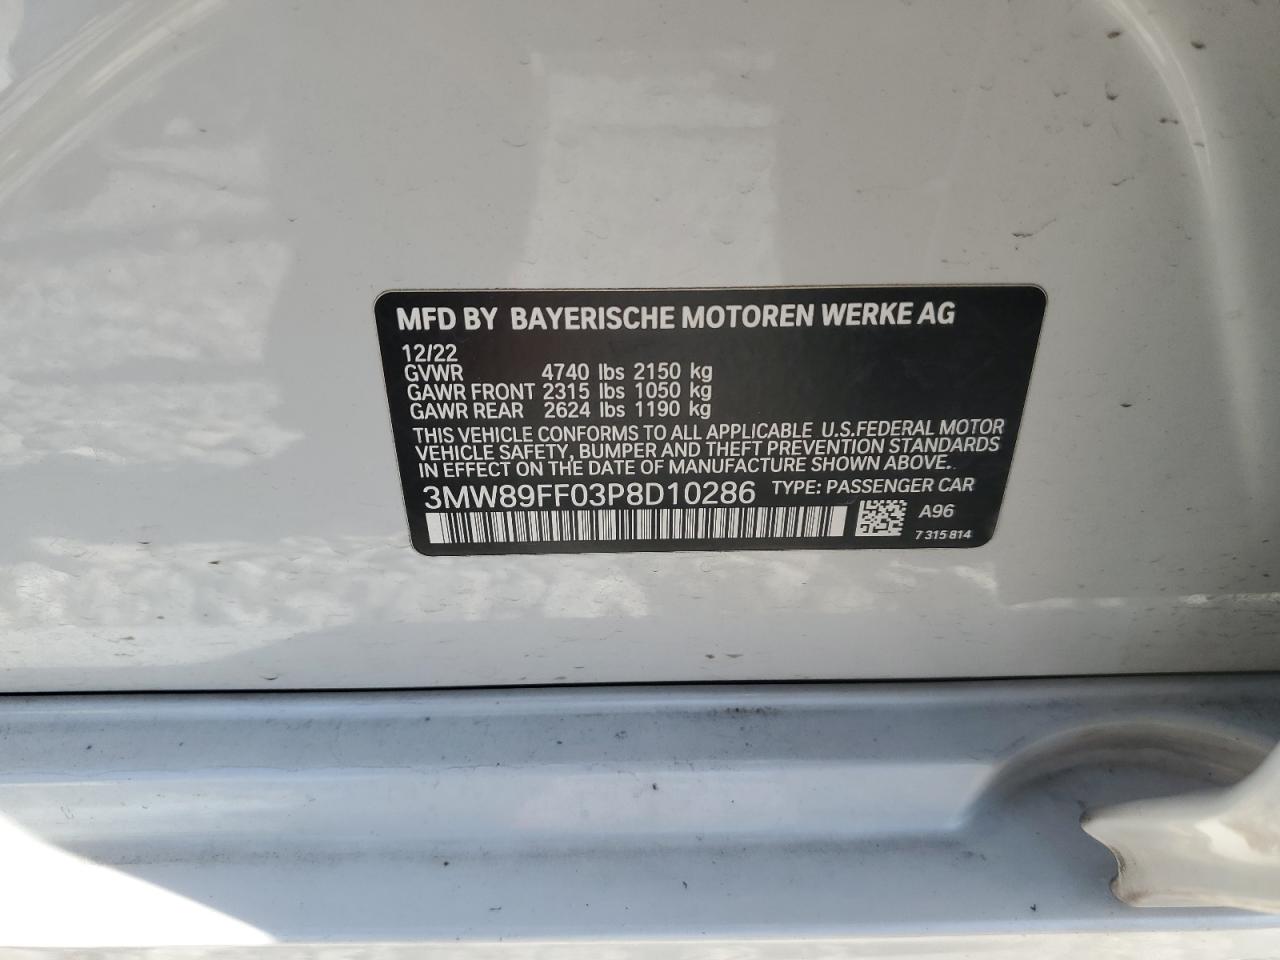 MFD BY BAYERISCHE MOTOREN WERKE AG
12/22
GVWR 4740 lbs 2150 kg
GAWR FRONT 2315 lbs 1050 kg
GAWR REAR 2624 lbs 1190 kg
THIS VEHICLE CONFORMS TO ALL APPLICABLE U.S.FEDERAL MOTOR
VEHICLE SAFETY, BUMPER AND THEFT PREVENTION STANDARDS
IN EFFECT ON THE DATE OF MANUFACTURE SHOWN ABOVE..
3MW89FF03P8D10286 TYPE: PASSENGER CAR
A96
7 315 814